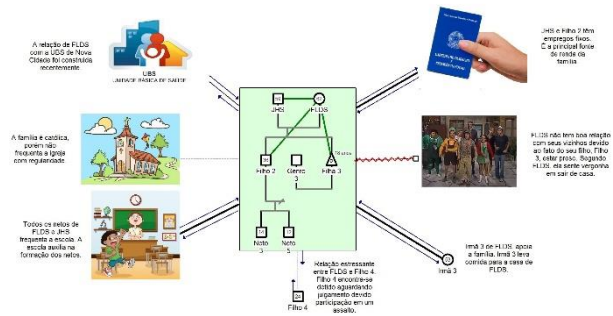 A relação de FLDS
com a UBS de Nova
Cidade foi construída
recentemente
UBS
UNIDADE BÁSICA DE SAÚDE
JHS e Filho 2 têm
empregos fixos.
É a principal fonte
de renda da
família
JHS
FLDS
A família é católica,
porém não
frequenta a igreja
com regularidade.
18 anos
Filho 2
Genro
3
Filha 3
FLDS não tem boa relação
com seus vizinhos devido
ao fato do seu filho, Filho
3, estar preso. Segundo
FLDS, ela sente vergonha
em sair de casa.
Todos os netos de
FLDS e JHS
frequenta a escola. A
escola auxilia na
formação dos netos.
Neto
3
Neto
Irmã 3 de FLDS, apoia
a família. Irmã 3 leva
comida para a casa de
FLDS.
Irmã 3
Relação estressante
entre FLDS e Filho 4.
Filho 4 encontra-se
detido aguardando
julgamento devido
participação em um
assalto.
24
Filho 4